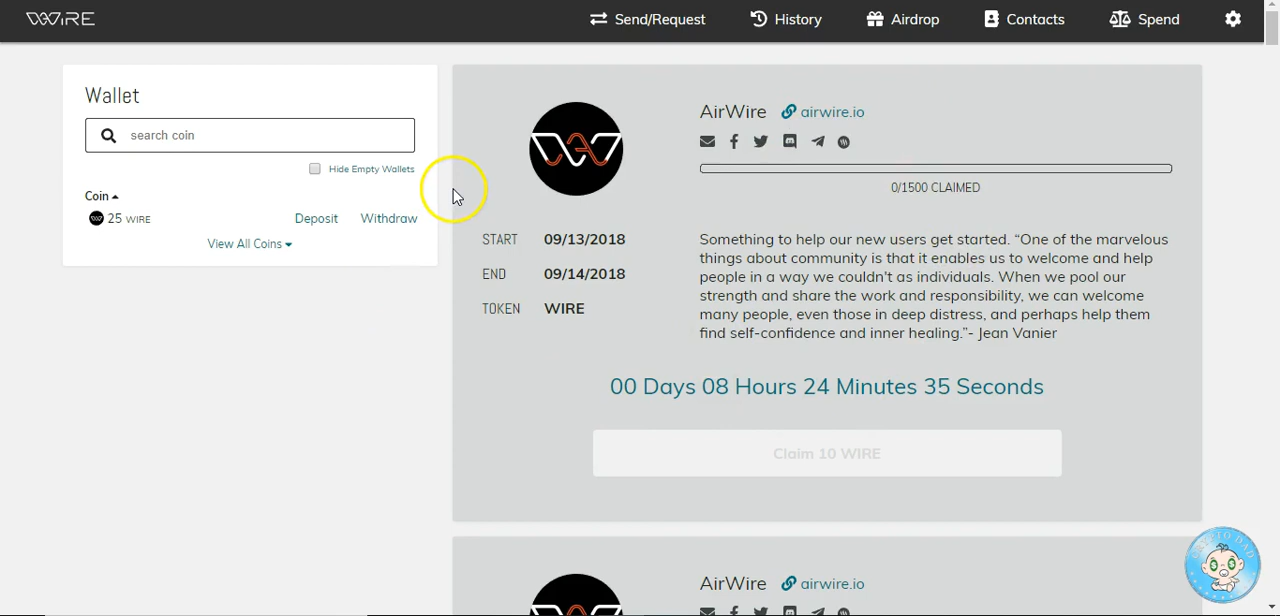 WIRE
Send/Request
History
Airdrop
Contacts
Spend
Wallet
search coin
Hide Empty Wallets
Coin
25 WIRE
Deposit
Withdraw
View All Coins
AirWire
airwire.io
0/1500 CLAIMED
START 09/13/2018
END 09/14/2018
TOKEN WIRE
Something to help our new users get started. “One of the marvelous
things about community is that it enables us to welcome and help
people in a way we couldn't as individuals. When we pool our
strength and share the work and responsibility, we can welcome
many people, even those in deep distress, and perhaps help them
find self-confidence and inner healing.”- Jean Vanier
00 Days 08 Hours 24 Minutes 35 Seconds
Claim 10 WIRE
AirWire
airwire.io
CRYPTO DAD